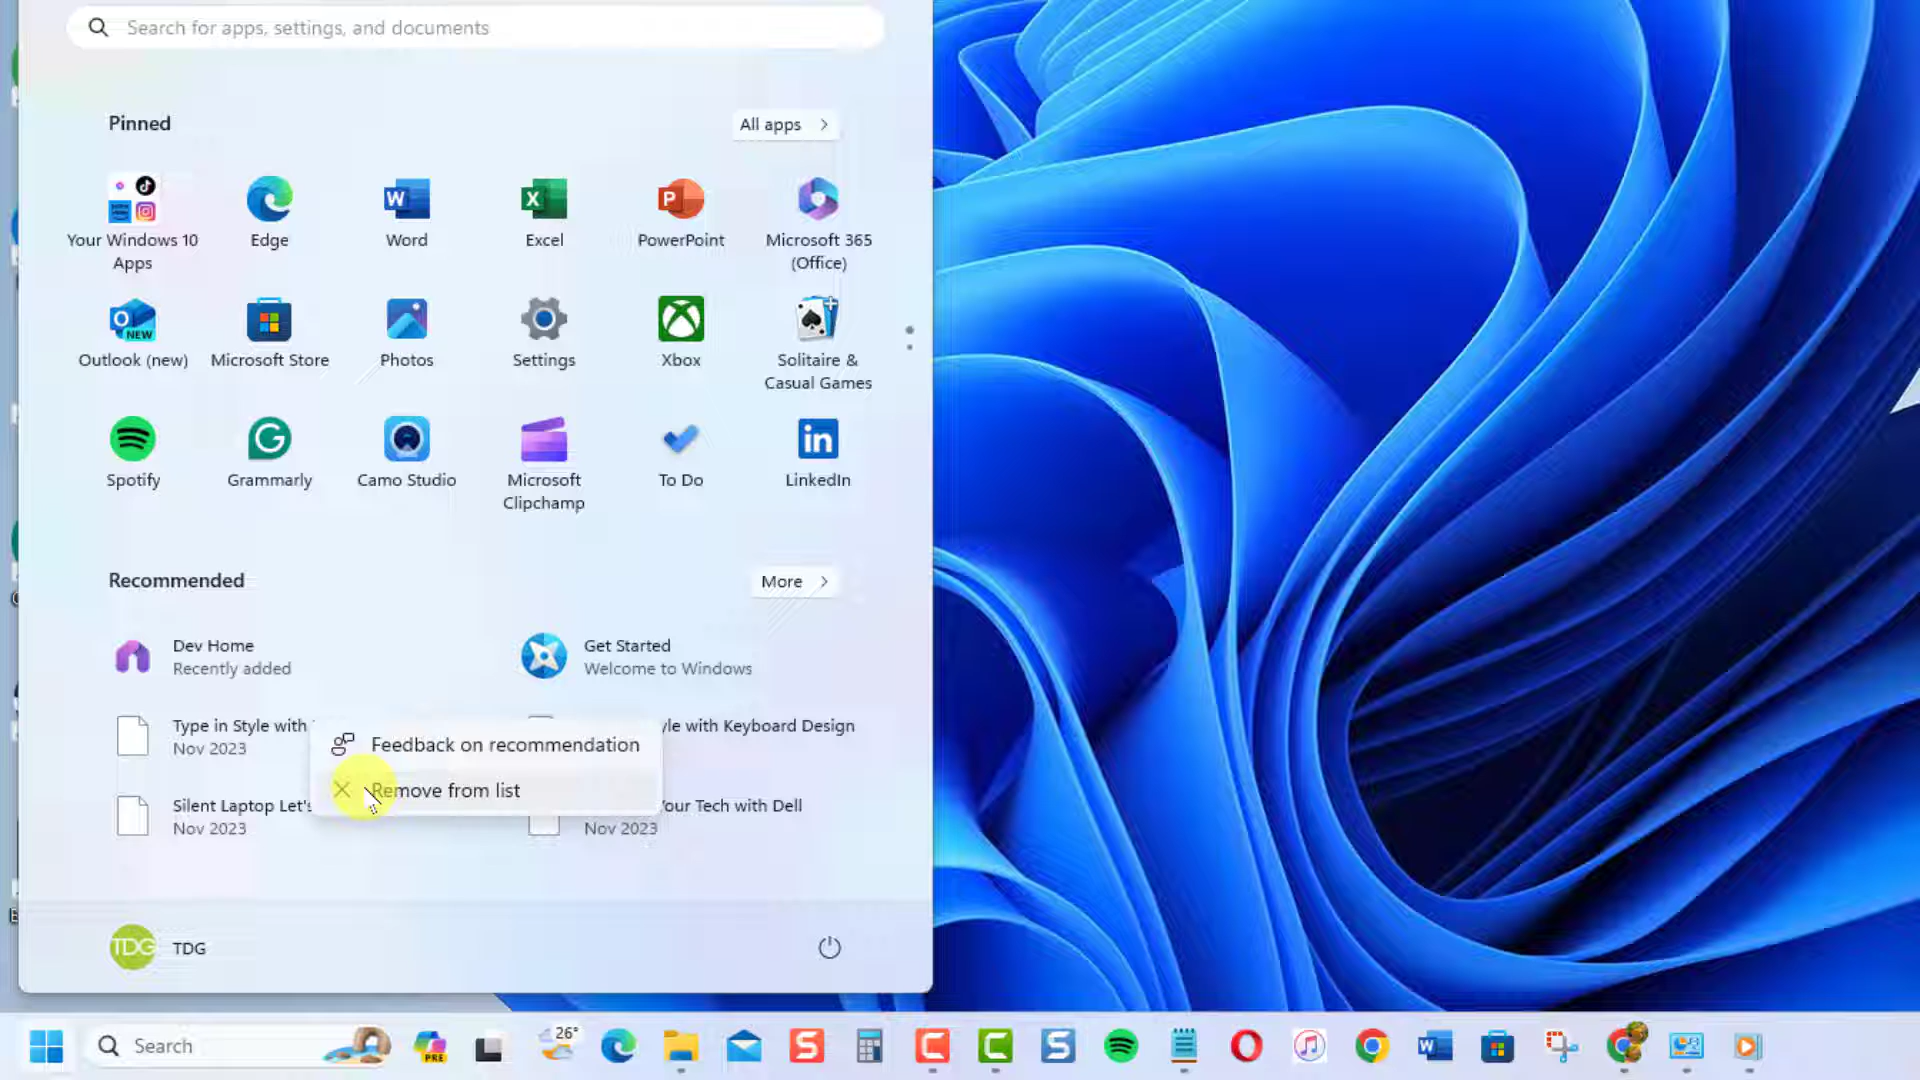 Search for apps, settings, and documents
Pinned
All apps
Your Windows 10
Apps
Edge
Word
Excel
PowerPoint
Microsoft 365
(Office)
Outlook (new)
Microsoft Store
Photos
Settings
Xbox
Solitaire &
Casual Games
Spotify
Grammarly
Camo Studio
Microsoft
Clipchamp
To Do
LinkedIn
Recommended
More
Dev Home
Recently added
Get Started
Welcome to Windows
Type in Style with
Nov 2023
yle with Keyboard Design
Feedback on recommendation
Remove from list
Silent Laptop Let's
Nov 2023
our Tech with Dell
Nov 2023
TDG
TDG
Search
PRE
26°